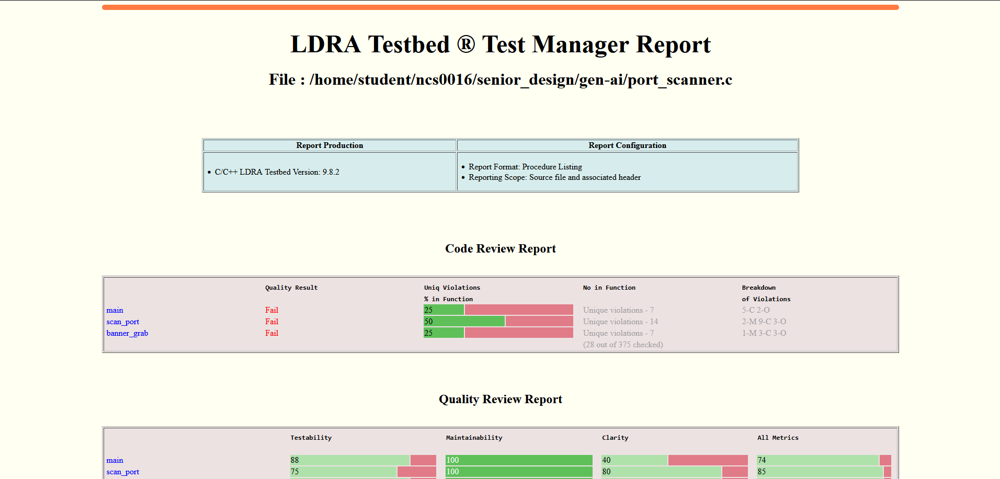 LDRA Testbed ® Test Manager Report
File : /home/student/ncs0016/senior_design/gen-ai/port_scanner.c
Report Production Report Configuration
• C/C++ LDRA Testbed Version: 9.8.2
• Report Format: Procedure Listing
• Reporting Scope: Source file and associated header
Code Review Report
Quality Result Uniq Violations No in Function Breakdown
% in Function of Violations
main Fail 25 Unique violations - 7 5-C 2-O
scan_port Fail 50 Unique violations - 14 2-M 9-C 3-O
banner_grab Fail 25 Unique violations - 7 1-M 3-C 3-O
(28 out of 375 checked)
Quality Review Report
Testability Maintainability Clarity All Metrics
main 88 100 40 74
scan_port 75 100 80 85